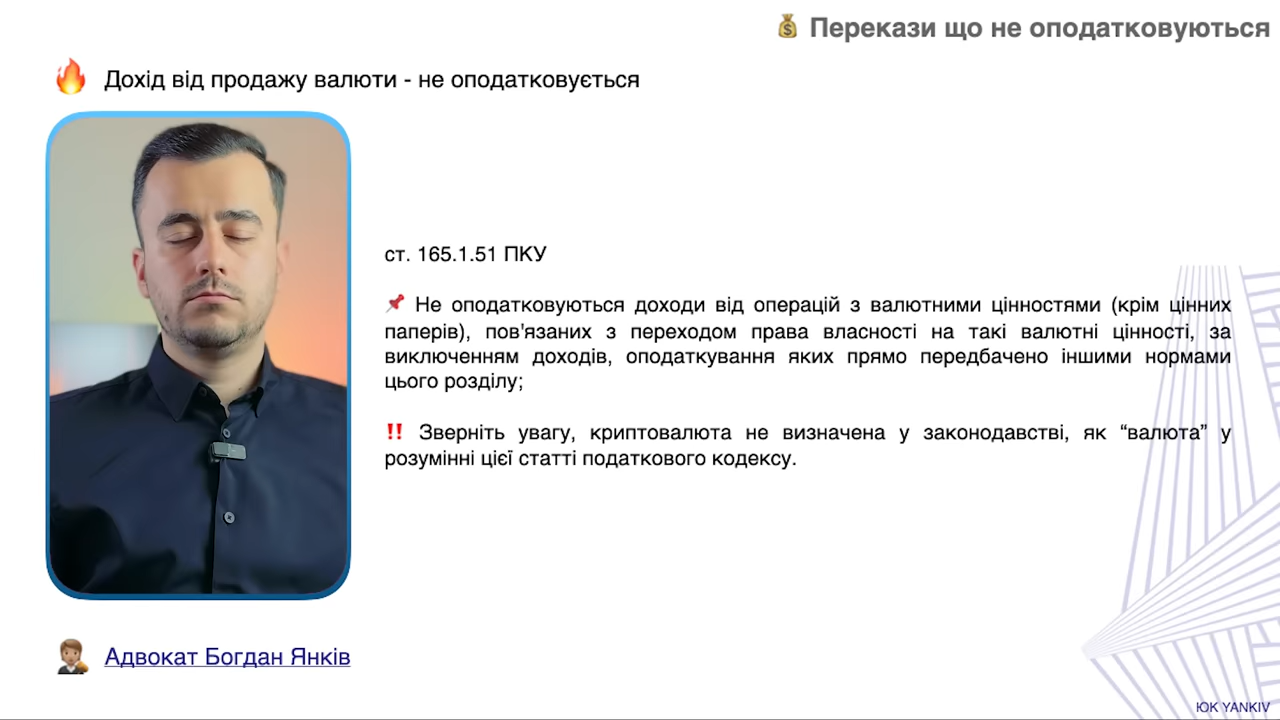 💰 Перекази що не оподатковуються
🔥 Дохід від продажу валюти - не оподатковується
ст. 165.1.51 ПКУ
📌 Не оподатковуються доходи від операцій з валютними цінностями (крім цінних
паперів), пов'язаних з переходом права власності на такі валютні цінності, за
виключенням доходів, оподаткування яких прямо передбачено іншими нормами
цього розділу;
‼️ Зверніть увагу, криптовалюта не визначена у законодавстві, як “валюта” у
розумінні цієї статті податкового кодексу.
Адвокат Богдан Янків
ЮК YANKIV